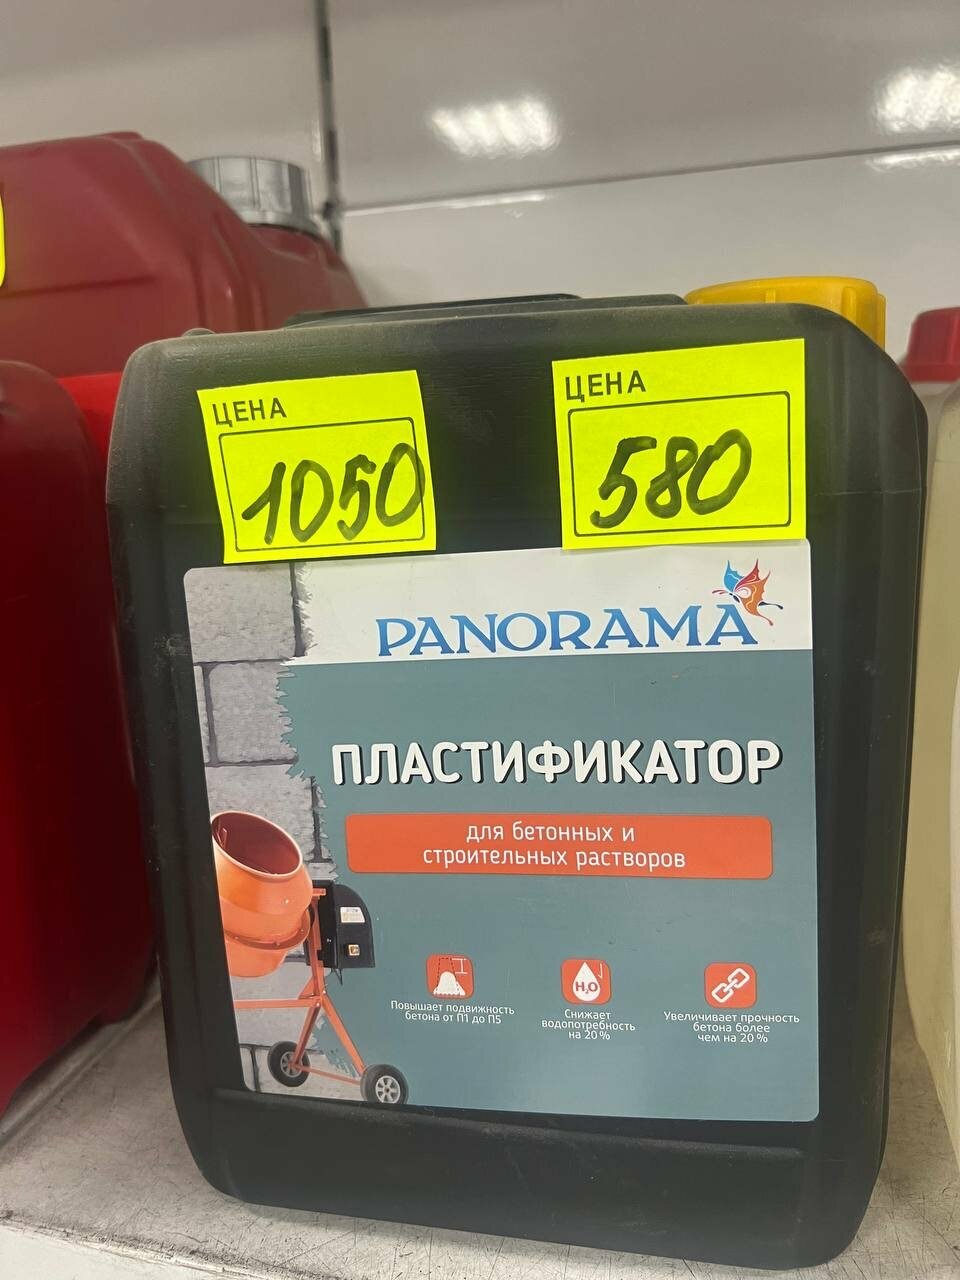 ЦЕНА
1050
ЦЕНА
580
PANORAMA
ПЛАСТИФИКАТОР
для бетонных и
строительных растворов
Повышает подвижность
бетона от П1 до П5
H₂O
Снижает
водопотребность
на 20%
Увеличивает прочность
бетона более
чем на 20%